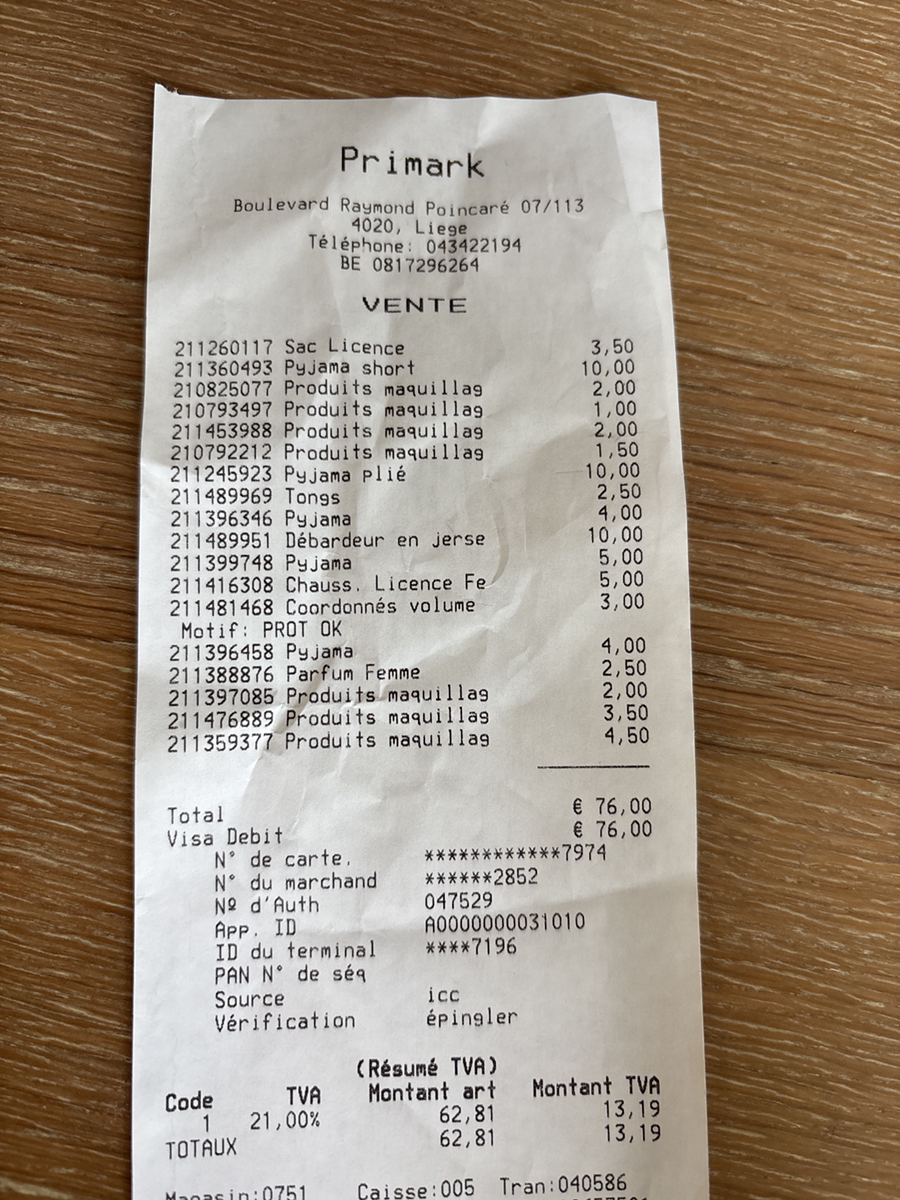 Primark
Boulevard Raymond Poincaré 07/113
4020, Liege
Téléphone: 043422194
BE 0817296264
VENTE
211260117 Sac Licence 3,50
211360493 Pyjama short 10,00
210825077 Produits maquillag 2,00
210793497 Produits maquillag 1,00
211453988 Produits maquillag 2,00
210792212 Produits maquillag 1,50
211245923 Pyjama plié 10,00
211489969 Tongs 2,50
211396346 Pyjama 4,00
211489951 Débardeur en jerse 10,00
211399748 Pyjama 5,00
211416308 Chauss. Licence Fe 5,00
211481468 Coordonnés volume 3,00
Motif: PROT OK
211396458 Pyjama 4,00
211388876 Parfum Femme 2,50
211397085 Produits maquillag 2,00
211476889 Produits maquillag 3,50
211359377 Produits maquillag 4,50
Total € 76,00
Visa Debit € 76,00
N° de carte. ************7974
N° du marchand ******2852
Nº d'Auth 047529
App. ID A0000000031010
ID du terminal ****7196
PAN N° de séq
Source icc
Vérification épingler
(Résumé TVA)
Code TVA Montant art Montant TVA
1 21,00% 62,81 13,19
TOTAUX 62,81 13,19
Magasin:0751 Caisse:005 Tran:040586